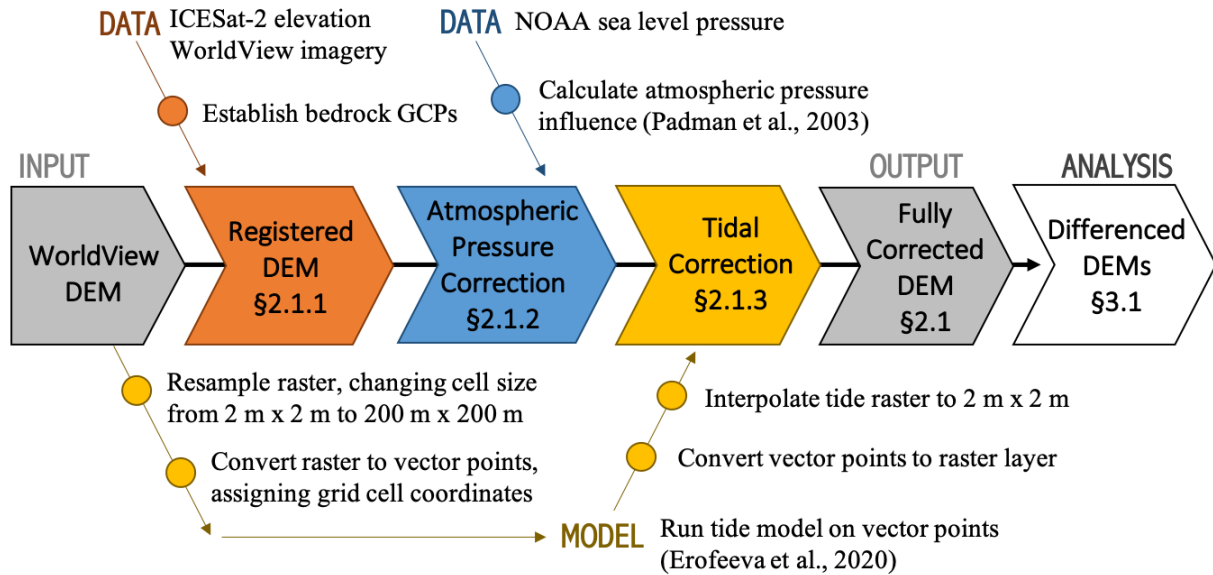 DATA ICESat-2 elevation
WorldView imagery
Establish bedrock GCPs
DATA NOAA sea level pressure
Calculate atmospheric pressure
influence (Padman et al., 2003)
INPUT
OUTPUT
ANALYSIS
WorldView
DEM
Registered
DEM
§2.1.1
Atmospheric
Pressure
Correction
§2.1.2
Tidal
Correction
§2.1.3
Fully
Corrected
DEM
§2.1
Differenced
DEMs
§3.1
Resample raster, changing cell size
from 2 m x 2 m to 200 m x 200 m
Convert raster to vector points,
assigning grid cell coordinates
MODEL Run tide model on vector points
(Erofeeva et al., 2020)
Convert vector points to raster layer
Interpolate tide raster to 2 m x 2 m